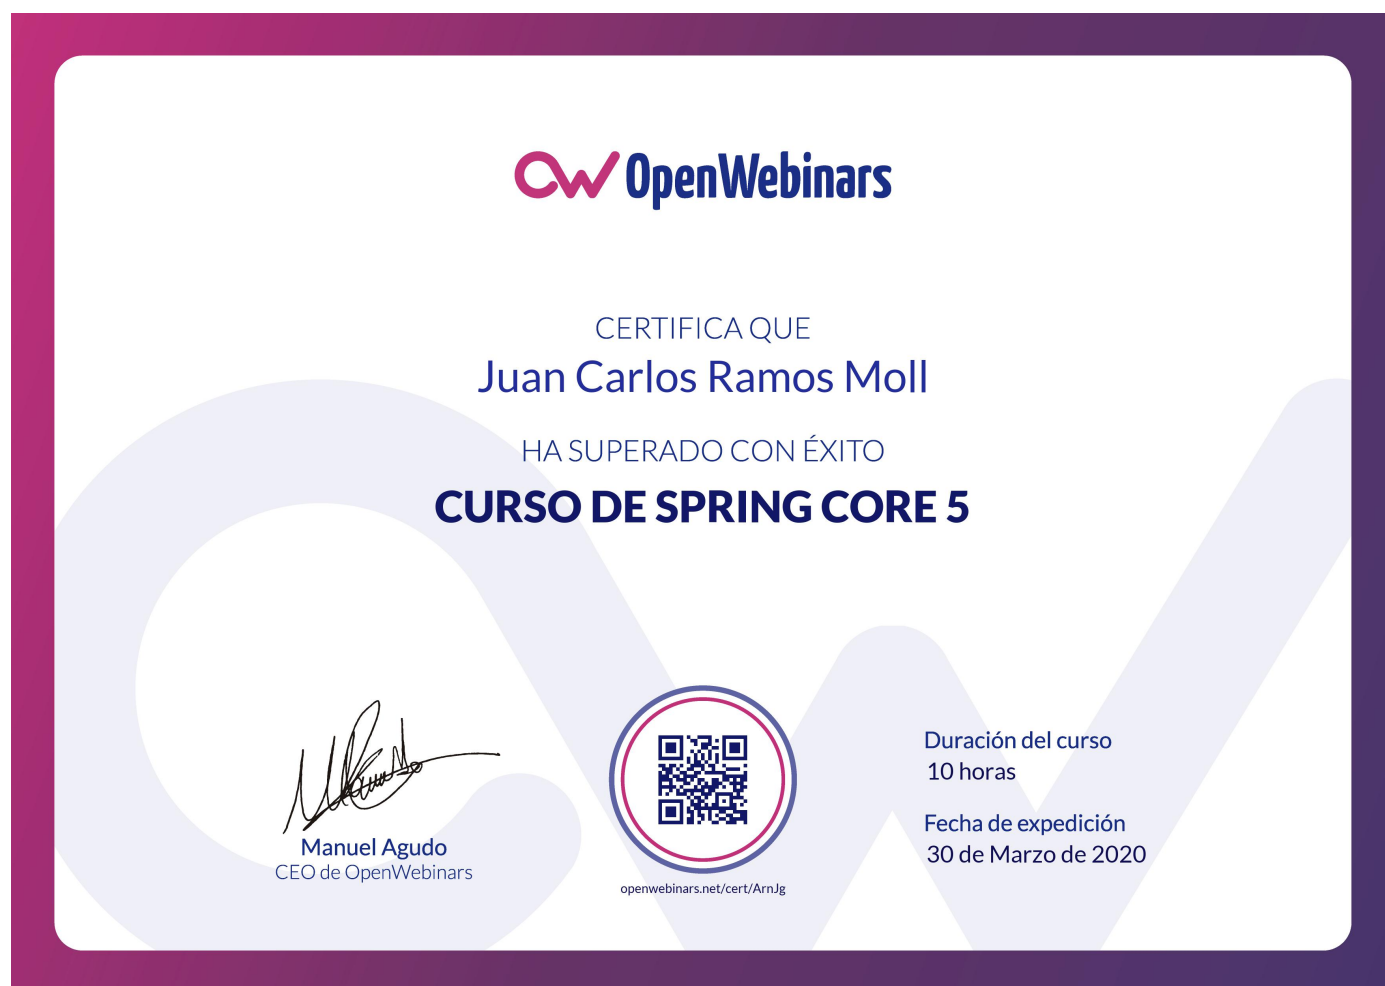 OpenWebinars
CERTIFICA QUE
Juan Carlos Ramos Moll
HA SUPERADO CON ÉXITO
CURSO DE SPRING CORE 5
Manuel Agudo
CEO de OpenWebinars
openwebinars.net/cert/ArnJg
Duración del curso
10 horas
Fecha de expedición
30 de Marzo de 2020